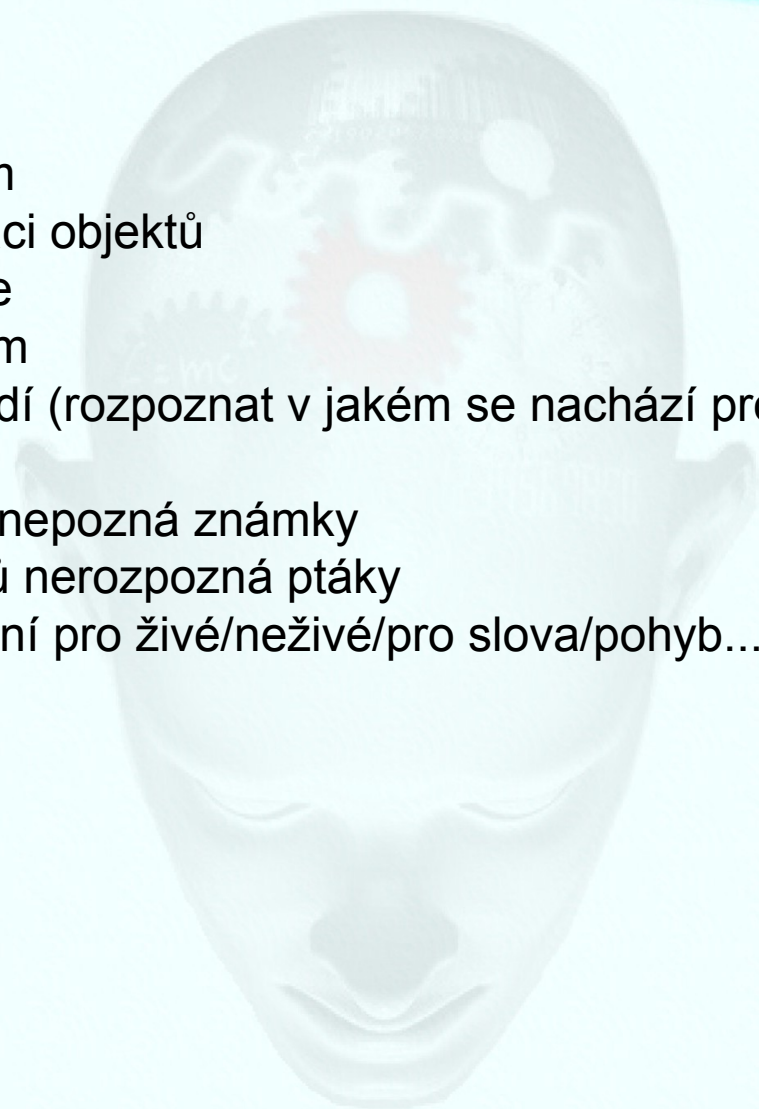 m
ci objektů
e
m
dí (rozpoznat v jakém se nachází pro
nepozná známky
ů nerozpozná ptáky
ní pro živé/neživé/pro slova/pohyb...